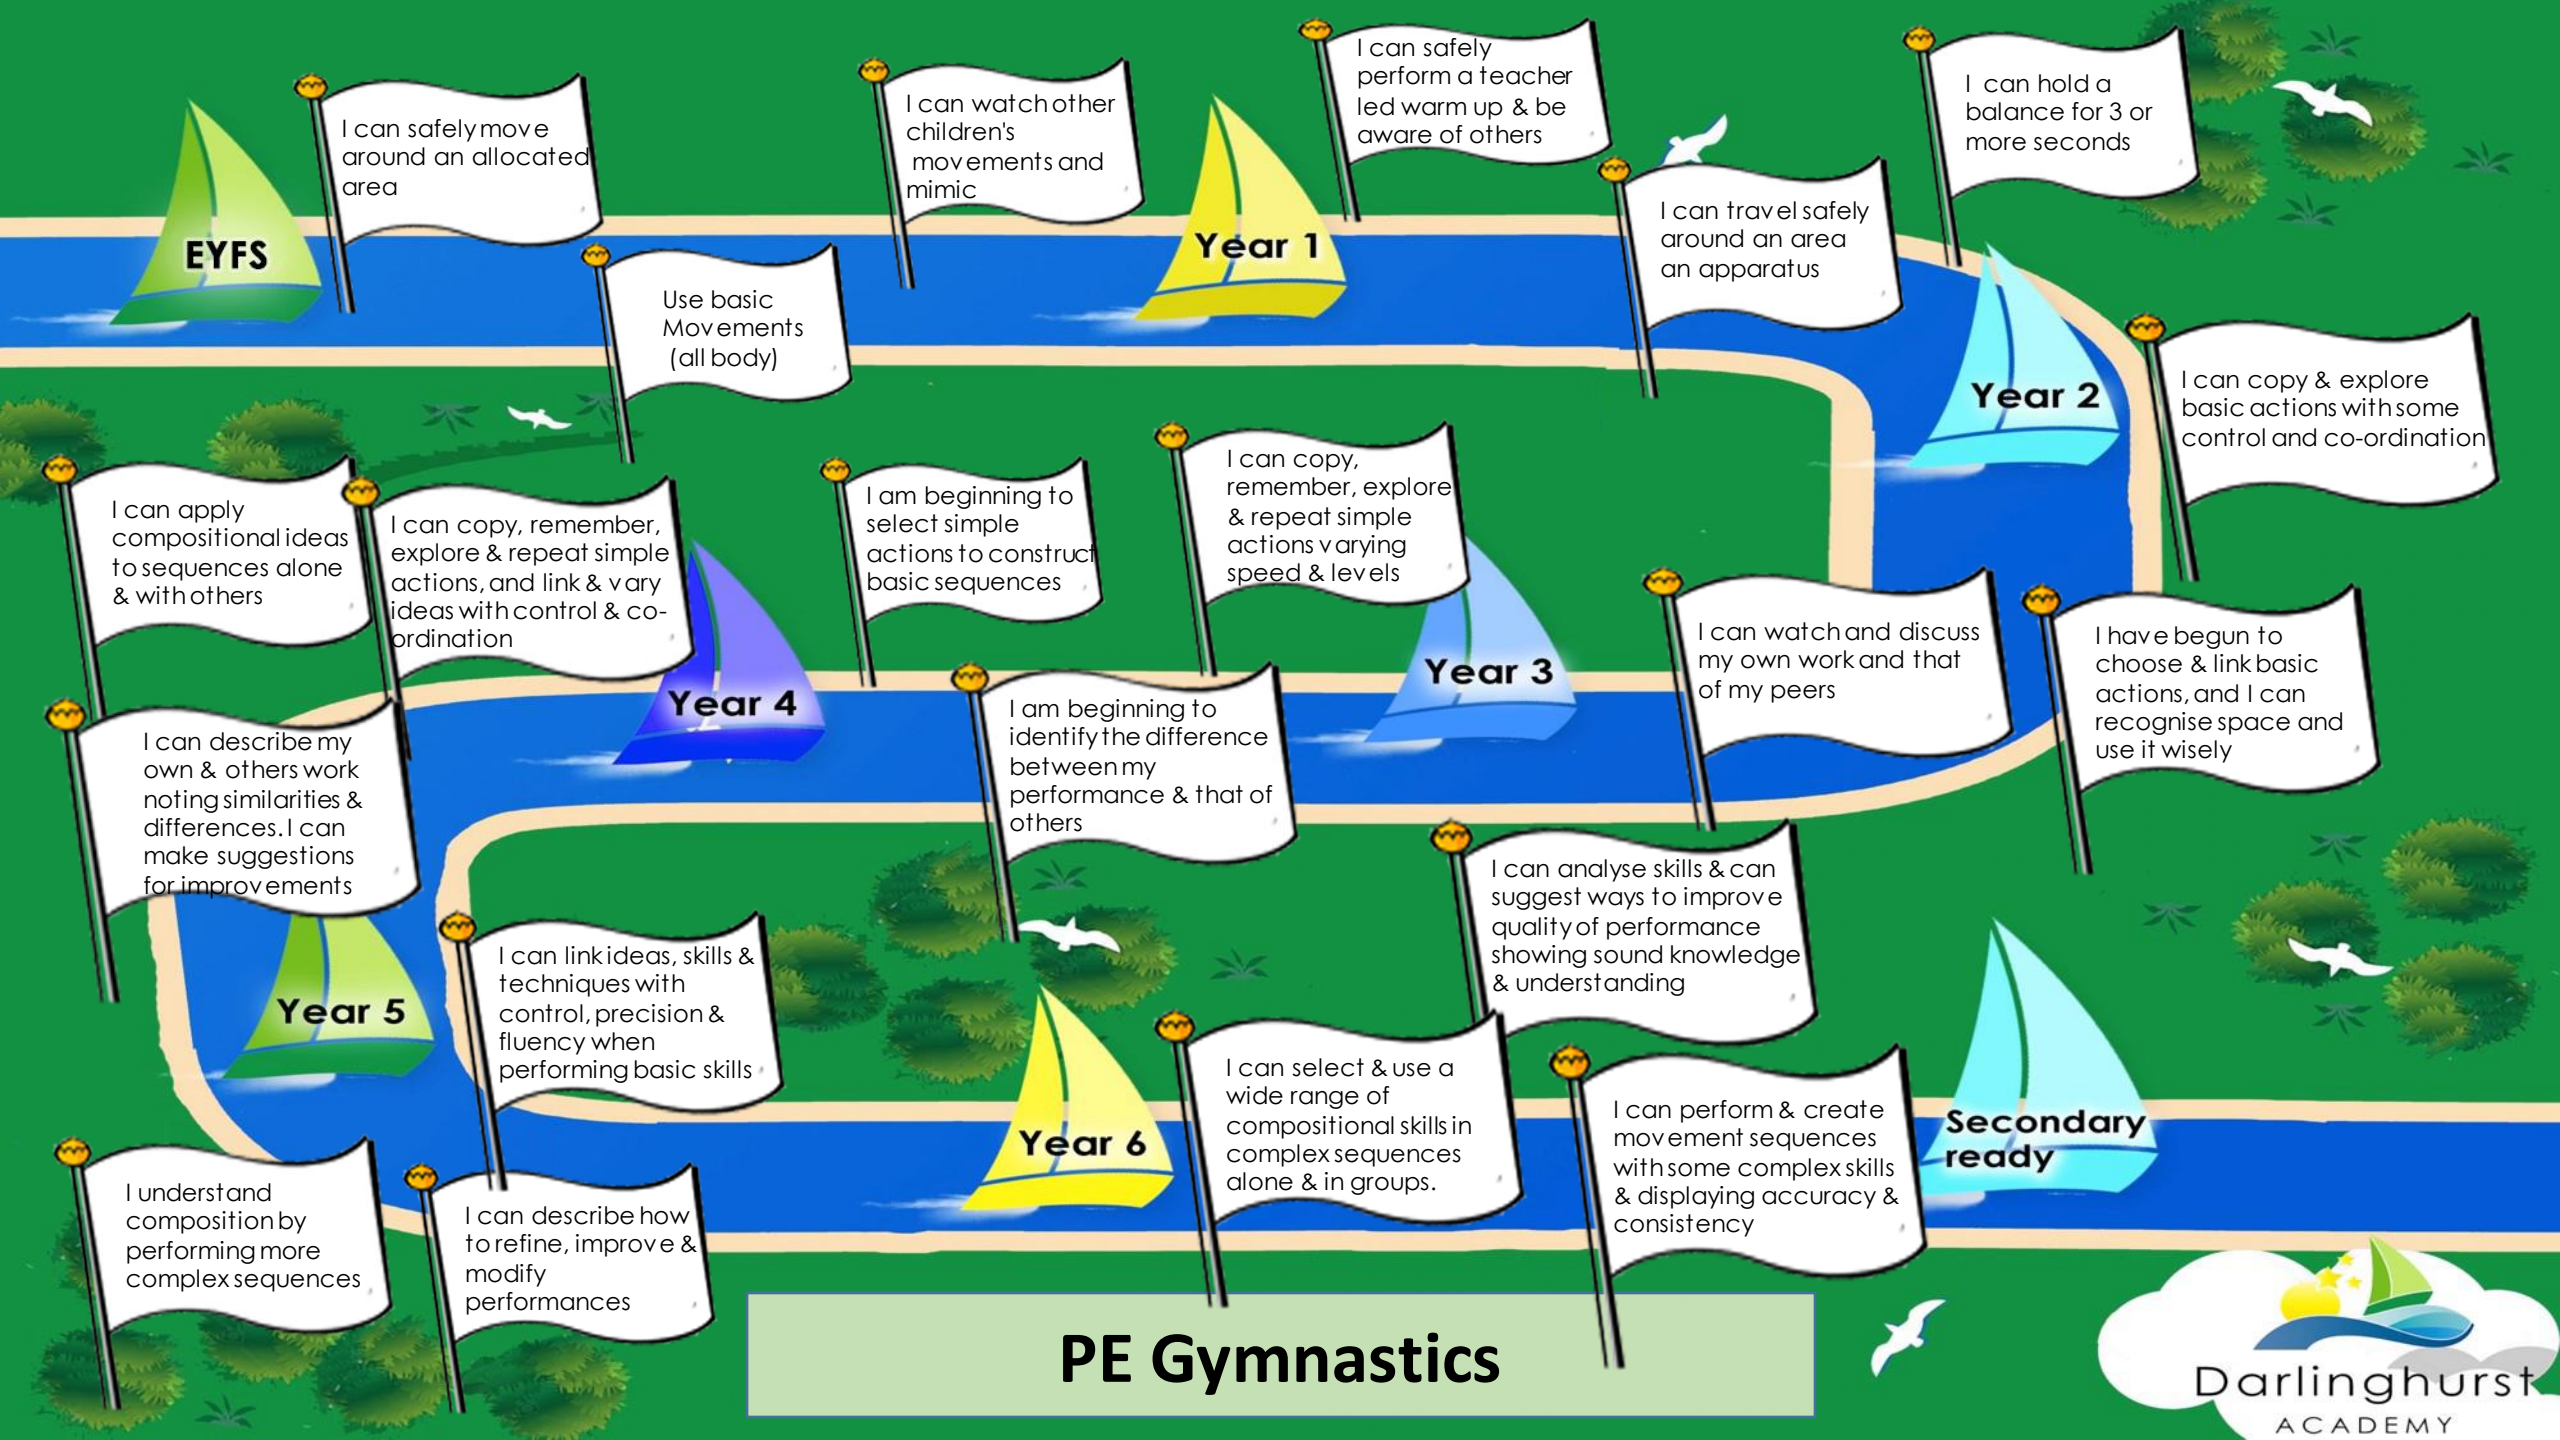 EYFS
I can safely move
around an allocated
area
Use basic
Movements
(all body)
I can watch other
children's
movements and
mimic
Year 1
I can safely
perform a teacher
led warm up & be
aware of others
I can travel safely
around an area
an apparatus
I can hold a
balance for 3 or
more seconds
Year 2
I can copy & explore
basic actions with some
control and co-ordination
I have begun to
choose & link basic
actions, and I can
recognise space and
use it wisely
I can watch and discuss
my own work and that
of my peers
Year 3
I can copy,
remember, explore
& repeat simple
actions varying
speed & levels
I am beginning to
identify the difference
between my
performance & that of
others
I am beginning to
select simple
actions to construct
basic sequences
Year 4
I can copy, remember,
explore & repeat simple
actions, and link & vary
ideas with control & co-
ordination
I can apply
compositional ideas
to sequences alone
& with others
I can describe my
own & others work
noting similarities &
differences. I can
make suggestions
for improvements
Year 5
I can link ideas, skills &
techniques with
control, precision &
fluency when
performing basic skills
I understand
composition by
performing more
complex sequences
I can describe how
to refine, improve &
modify
performances
Year 6
I can select & use a
wide range of
compositional skills in
complex sequences
alone & in groups.
I can analyse skills & can
suggest ways to improve
quality of performance
showing sound knowledge
& understanding
I can perform & create
movement sequences
with some complex skills
& displaying accuracy &
consistency
Secondary
ready
PE Gymnastics
Darlinghurst
ACADEMY